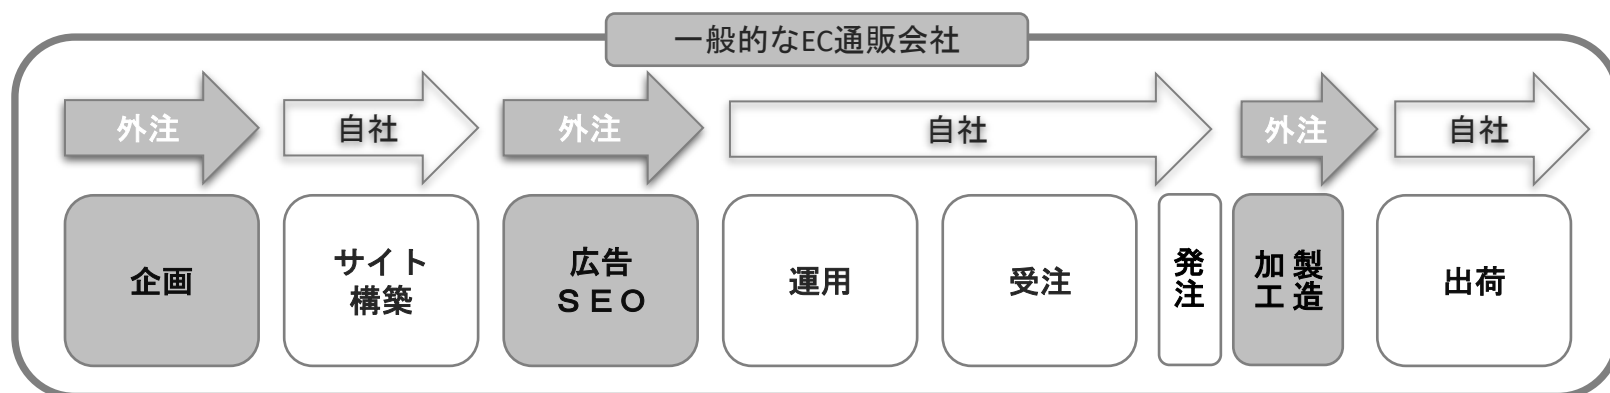 一般的なEC通販会社
外注
自社
外注
自社
外注
自社
企画
サイト
構築
広告
ＳＥＯ
運用
受注
発注
製造
加工
出荷